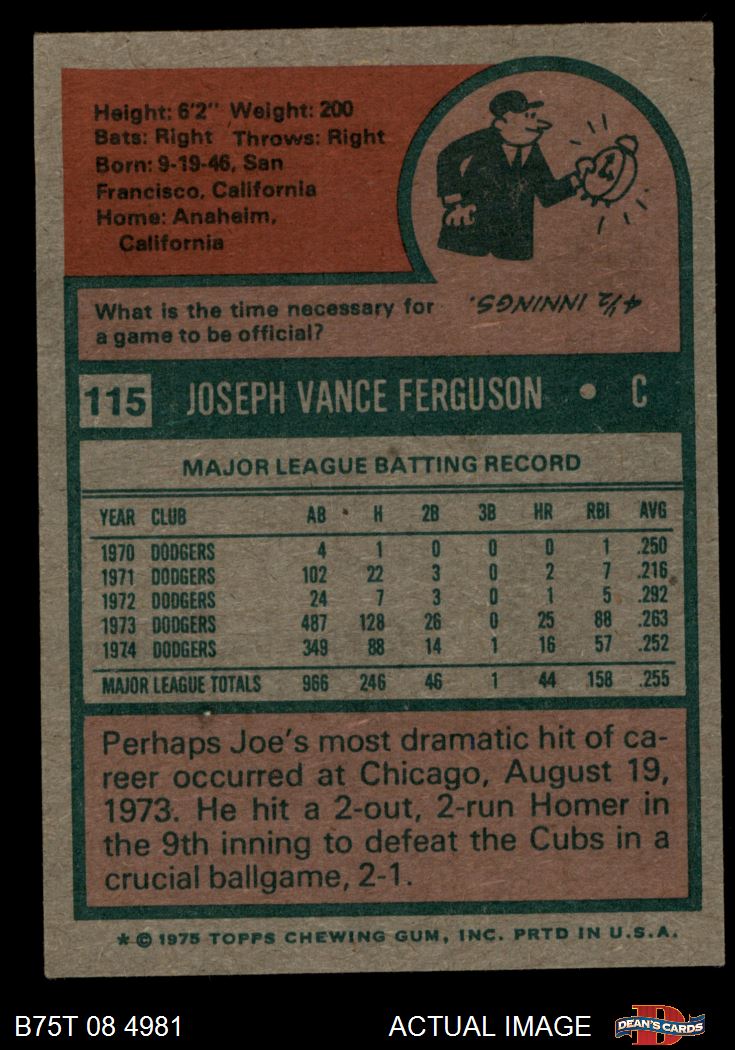 Height: 6'2" Weight: 200
Bats: Right Throws: Right
Born: 9-19-46, San
Francisco, California
Home: Anaheim,
California
What is the time necessary for
a game to be official?
4½ INNINGS.
115 JOSEPH VANCE FERGUSON • C
MAJOR LEAGUE BATTING RECORD
YEAR CLUB AB H 2B 3B HR RBI AVG
1970 DODGERS 4 1 0 0 0 1 .250
1971 DODGERS 102 22 3 0 2 7 .216
1972 DODGERS 24 7 3 0 1 5 .292
1973 DODGERS 487 128 26 0 25 88 .263
1974 DODGERS 349 88 14 1 16 57 .252
MAJOR LEAGUE TOTALS 966 246 46 1 44 158 .255
Perhaps Joe's most dramatic hit of ca-
reer occurred at Chicago, August 19,
1973. He hit a 2-out, 2-run Homer in
the 9th inning to defeat the Cubs in a
crucial ballgame, 2-1.
* © 1975 TOPPS CHEWING GUM, INC. PRTD IN U.S.A.
B75T 08 4981 ACTUAL IMAGE D DEAN'S CARDS